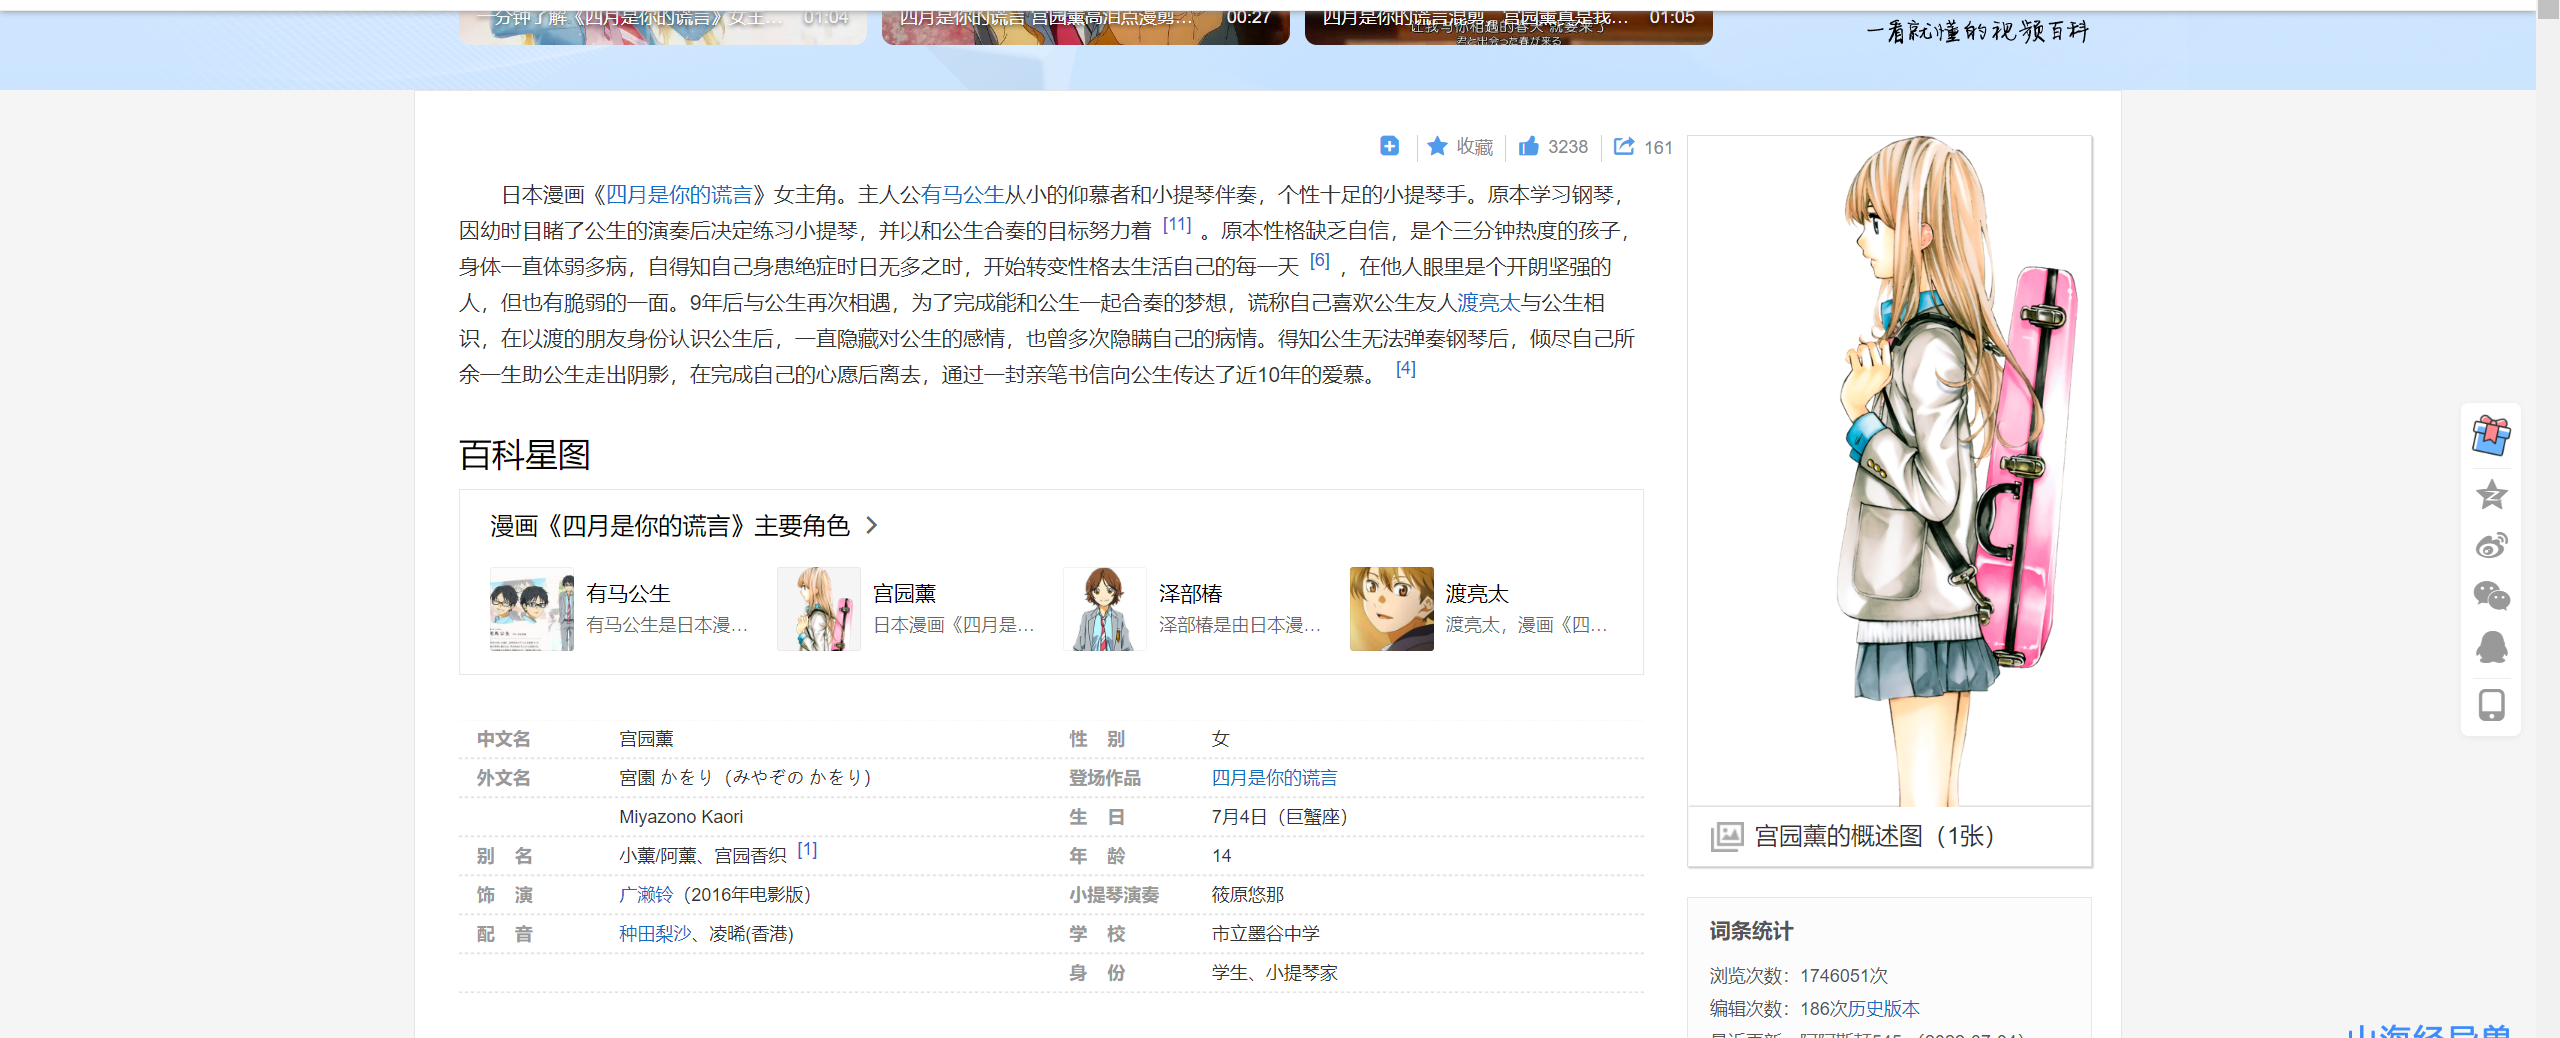 一分钟了解《四月是你的谎言》女主... 01:04
四月是你的谎言 宫园薰高泪点漫剪... 00:27
四月是你的谎言混剪 宫园薰真是我... 01:05
让我与你相遇的春天 就要来了
君と出会った春が来る
一看就懂的视频百科
收藏 3238 161
日本漫画《四月是你的谎言》女主角。主人公有马公生从小的仰慕者和小提琴伴奏，个性十足的小提琴手。原本学习钢琴，
因幼时目睹了公生的演奏后决定练习小提琴，并以和公生合奏的目标努力着 [11] 。原本性格缺乏自信，是个三分钟热度的孩子，
身体一直体弱多病，自得知自己身患绝症时日无多之时，开始转变性格去生活自己的每一天 [6] ，在他人眼里是个开朗坚强的
人，但也有脆弱的一面。9年后与公生再次相遇，为了完成能和公生一起合奏的梦想，谎称自己喜欢公生友人渡亮太与公生相
识，在以渡的朋友身份认识公生后，一直隐藏对公生的感情，也曾多次隐瞒自己的病情。得知公生无法弹奏钢琴后，倾尽自己所
余一生助公生走出阴影，在完成自己的心愿后离去，通过一封亲笔书信向公生传达了近10年的爱慕。 [4]
百科星图
漫画《四月是你的谎言》主要角色
有马公生
有马公生是日本漫...
宫园薰
日本漫画《四月是...
泽部椿
泽部椿是由日本漫...
渡亮太
渡亮太，漫画《四...
中文名 宫园薰 性 别 女
外文名 宮園 かをり（みやぞの かをり） 登场作品 四月是你的谎言
Miyazono Kaori 生 日 7月4日（巨蟹座）
别 名 小薰/阿薰、宫园香织 [1] 年 龄 14
饰 演 广濑铃（2016年电影版） 小提琴演奏 筱原悠那
配 音 种田梨沙、凌晞(香港) 学 校 市立墨谷中学
身 份 学生、小提琴家
宫园薰的概述图（1张）
词条统计
浏览次数：1746051次
编辑次数：186次历史版本